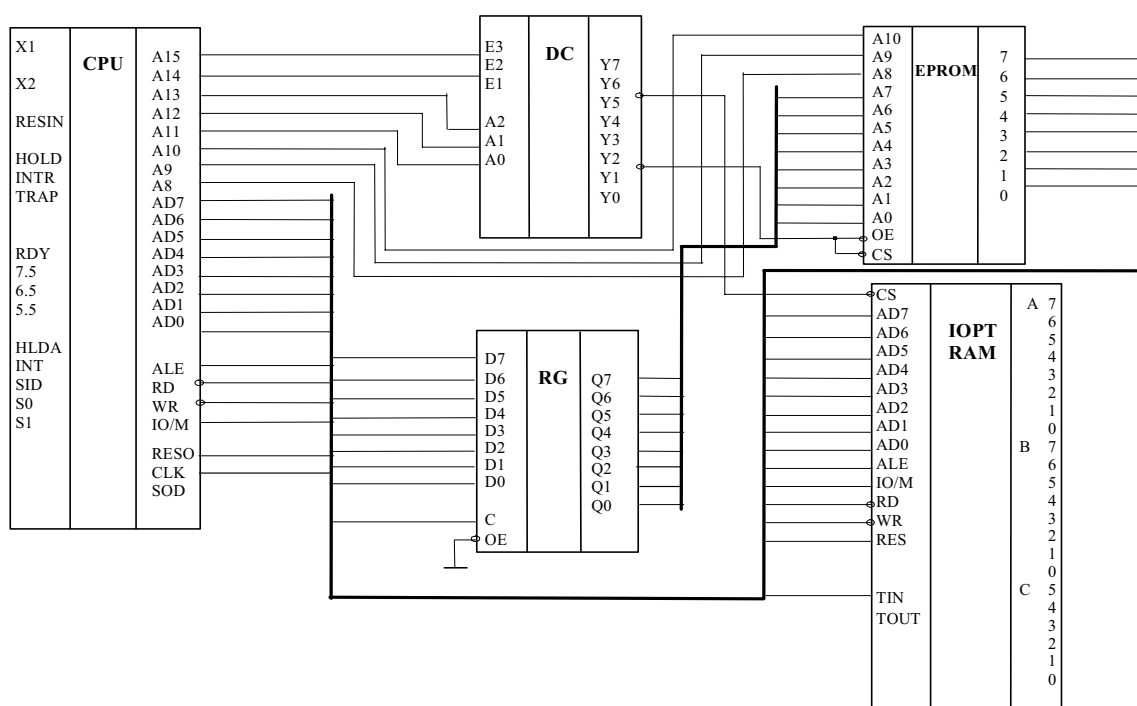 X1
CPU
X2
RESIN
HOLD
INTR
TRAP
RDY
7.5
6.5
5.5
HLDA
INT
SID
S0
S1
A15
A14
A13
A12
A11
A10
A9
A8
AD7
AD6
AD5
AD4
AD3
AD2
AD1
AD0
ALE
RD
WR
IO/M
RESO
CLK
SOD
E3
E2
E1
A2
A1
A0
DC
Y7
Y6
Y5
Y4
Y3
Y2
Y1
Y0
A10
A9
A8
A7
A6
A5
A4
A3
A2
A1
A0
OE
CS
EPROM
7
6
5
4
3
2
1
0
D7
D6
D5
D4
D3
D2
D1
D0
C
OE
RG
Q7
Q6
Q5
Q4
Q3
Q2
Q1
Q0
CS
AD7
AD6
AD5
AD4
AD3
AD2
AD1
AD0
ALE
IO/M
RD
WR
RES
TIN
TOUT
IOPT
RAM
A 7
6
5
4
3
2
1
0
B 7
6
5
4
3
2
1
0
C 5
4
3
2
1
0